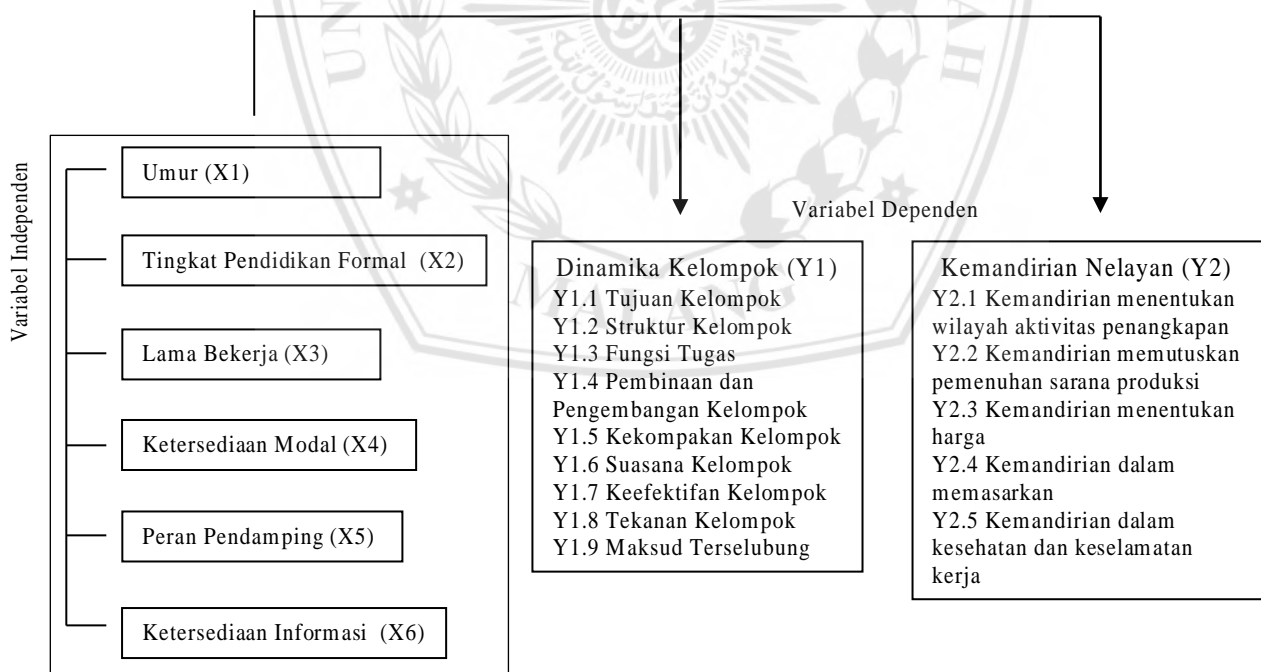 Variabel Independen
Umur (X1)
Tingkat Pendidikan Formal (X2)
Lama Bekerja (X3)
Ketersediaan Modal (X4)
Peran Pendamping (X5)
Ketersediaan Informasi (X6)
Variabel Dependen
Dinamika Kelompok (Y1)
Y1.1 Tujuan Kelompok
Y1.2 Struktur Kelompok
Y1.3 Fungsi Tugas
Y1.4 Pembinaan dan
Pengembangan Kelompok
Y1.5 Kekompakan Kelompok
Y1.6 Suasana Kelompok
Y1.7 Keefektifan Kelompok
Y1.8 Tekanan Kelompok
Y1.9 Maksud Terselubung
Kemandirian Nelayan (Y2)
Y2.1 Kemandirian menentukan
wilayah aktivitas penangkapan
Y2.2 Kemandirian memutuskan
pemenuhan sarana produksi
Y2.3 Kemandirian menentukan
harga
Y2.4 Kemandirian dalam
memasarkan
Y2.5 Kemandirian dalam
kesehatan dan keselamatan
kerja
MALANG